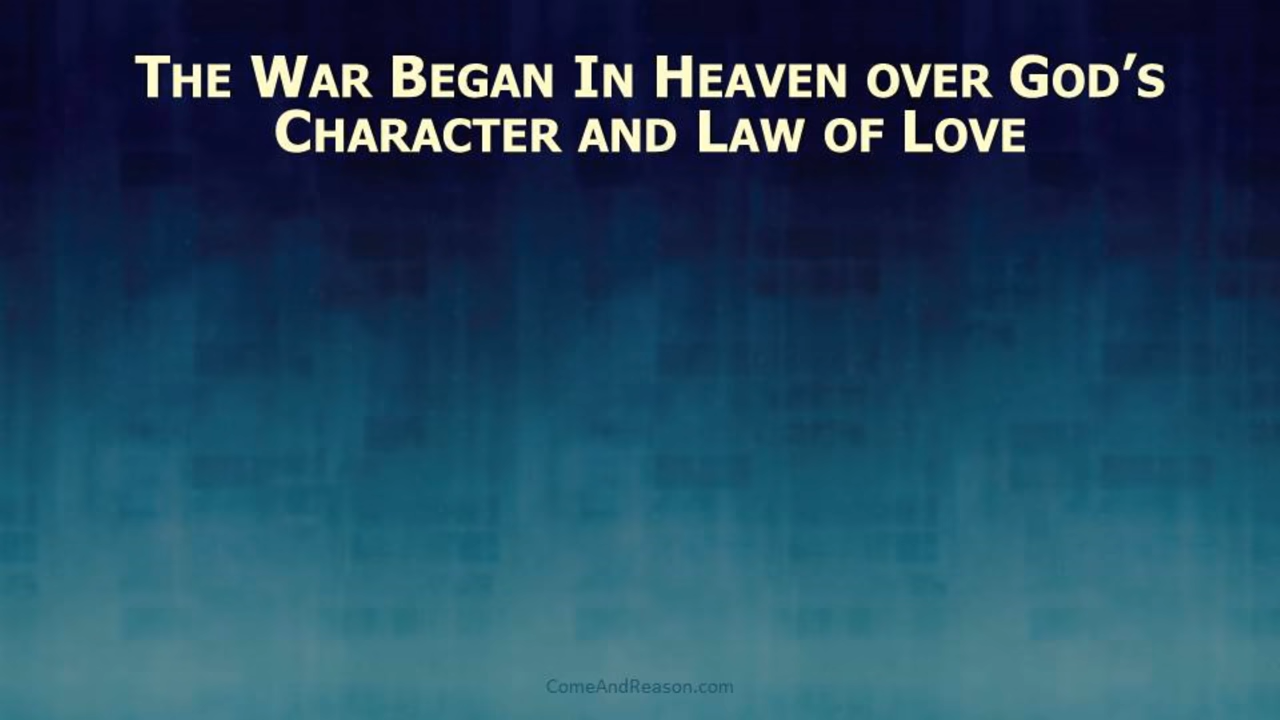 The War Began In Heaven over God’s
Character and Law of Love
ComeAndReason.com